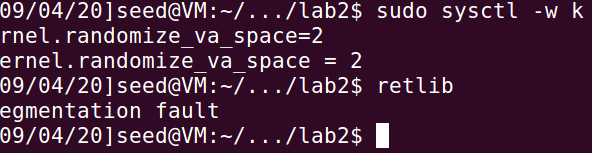 09/04/20]seed@VM:~/.../lab2$ sudo sysctl -w k
rnel.randomize_va_space=2
ernel.randomize_va_space = 2
09/04/20]seed@VM:~/.../lab2$ retlib
egmentation fault
09/04/20]seed@VM:~/.../lab2$